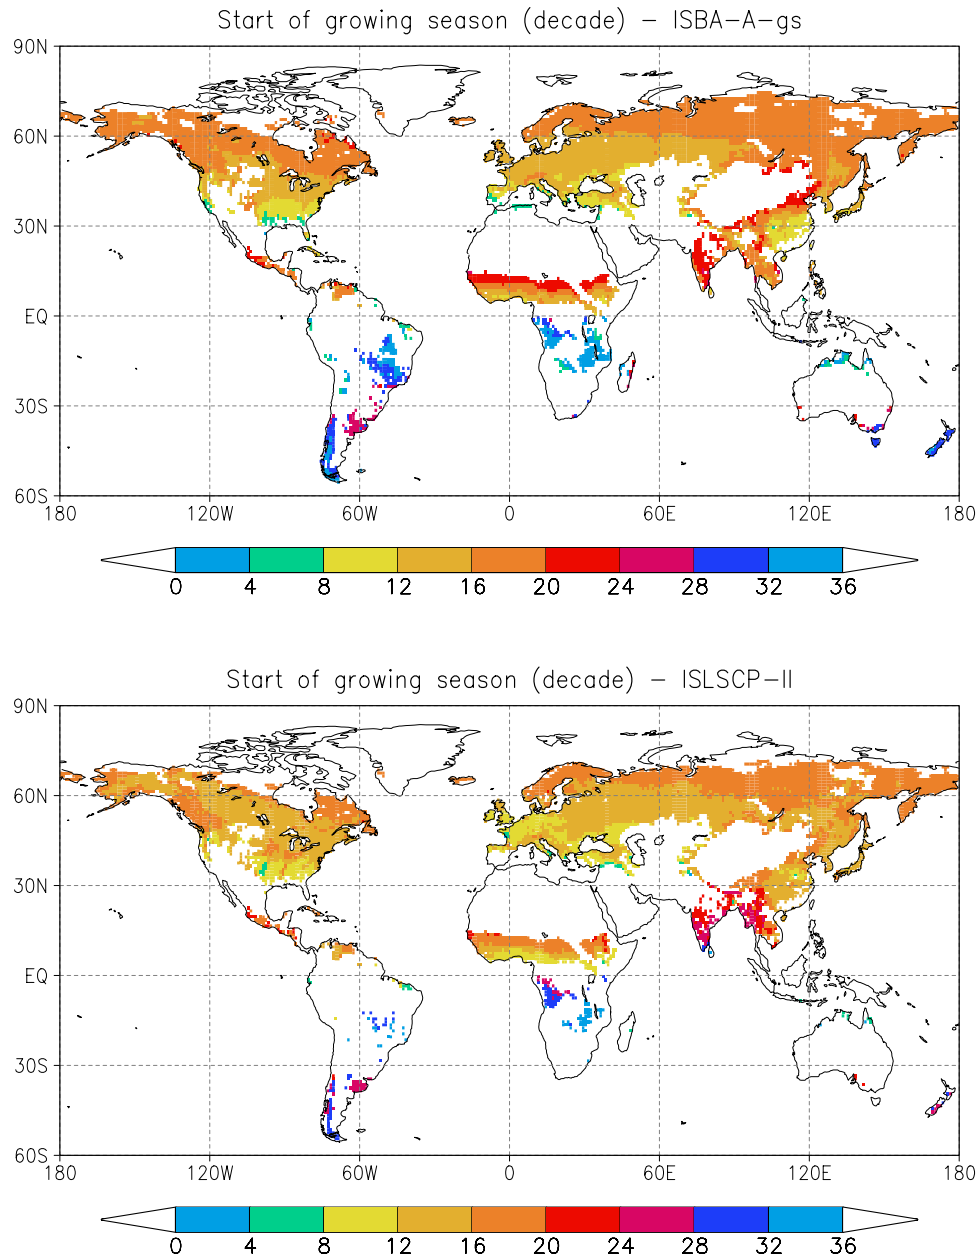 Start of growing season (decade) – ISBA–A–gs
90N
60N
30N
EQ
30S
60S
180 120W 60W 0 60E 120E 180
0 4 8 12 16 20 24 28 32 36
Start of growing season (decade) – ISLSCP–II
90N
60N
30N
EQ
30S
60S
180 120W 60W 0 60E 120E 180
0 4 8 12 16 20 24 28 32 36